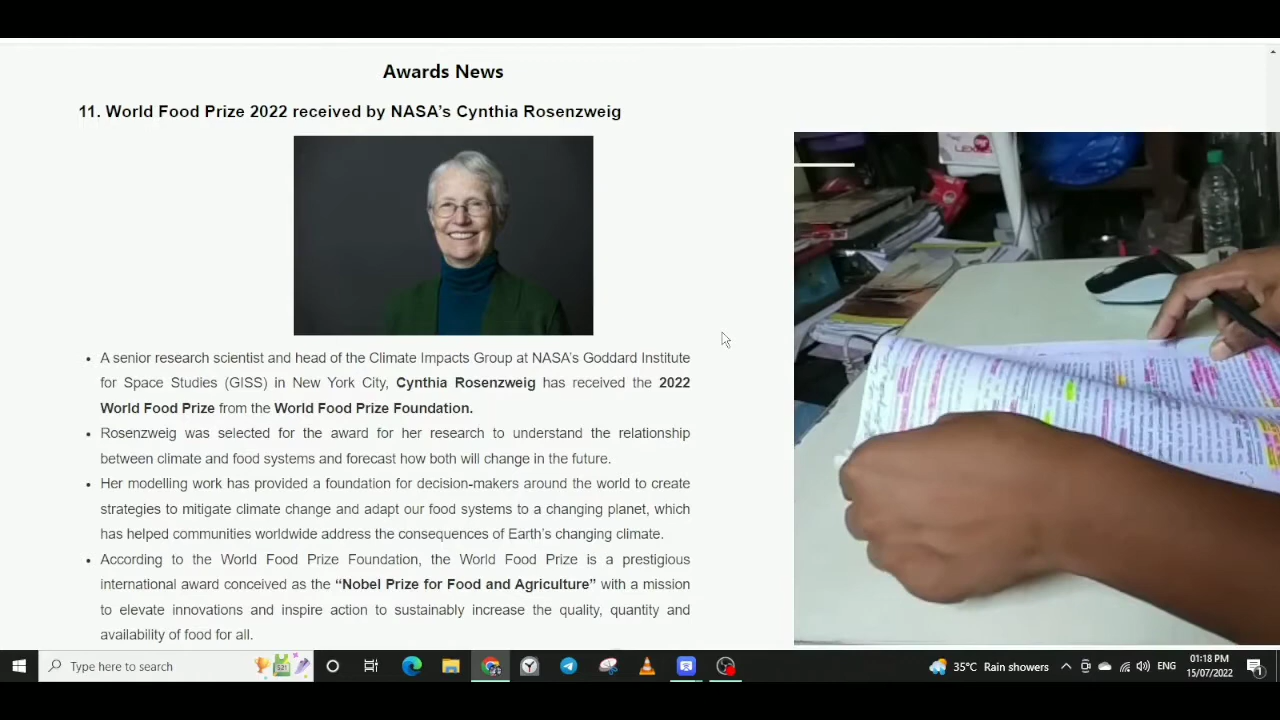 Awards News
11. World Food Prize 2022 received by NASA's Cynthia Rosenzweig
• A senior research scientist and head of the Climate Impacts Group at NASA's Goddard Institute
for Space Studies (GISS) in New York City, Cynthia Rosenzweig has received the 2022
World Food Prize from the World Food Prize Foundation.
• Rosenzweig was selected for the award for her research to understand the relationship
between climate and food systems and forecast how both will change in the future.
• Her modelling work has provided a foundation for decision-makers around the world to create
strategies to mitigate climate change and adapt our food systems to a changing planet, which
has helped communities worldwide address the consequences of Earth's changing climate.
• According to the World Food Prize Foundation, the World Food Prize is a prestigious
international award conceived as the “Nobel Prize for Food and Agriculture” with a mission
to elevate innovations and inspire action to sustainably increase the quality, quantity and
availability of food for all.
Type here to search
35°C Rain showers
ENG
01:18 PM
15/07/2022